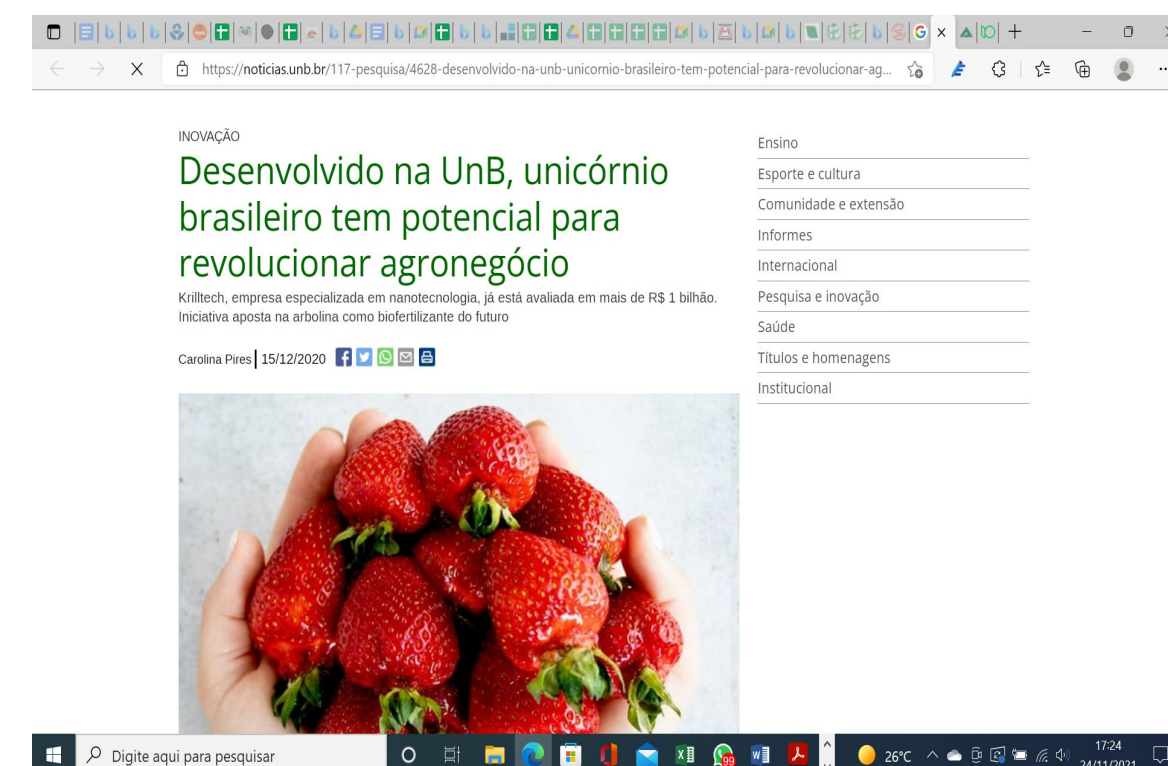 https://noticias.unb.br/117-pesquisa/4628-desenvolvido-na-unb-unicornio-brasileiro-tem-potencial-para-revolucionar-ag...
INOVAÇÃO
Desenvolvido na UnB, unicórnio
brasileiro tem potencial para
revolucionar agronegócio
Krilltech, empresa especializada em nanotecnologia, já está avaliada em mais de R$ 1 bilhão.
Iniciativa aposta na arbolina como biofertilizante do futuro
Carolina Pires 15/12/2020
Ensino
Esporte e cultura
Comunidade e extensão
Informes
Internacional
Pesquisa e inovação
Saúde
Títulos e homenagens
Institucional
Digite aqui para pesquisar
99
26°C
17:24
24/11/2021